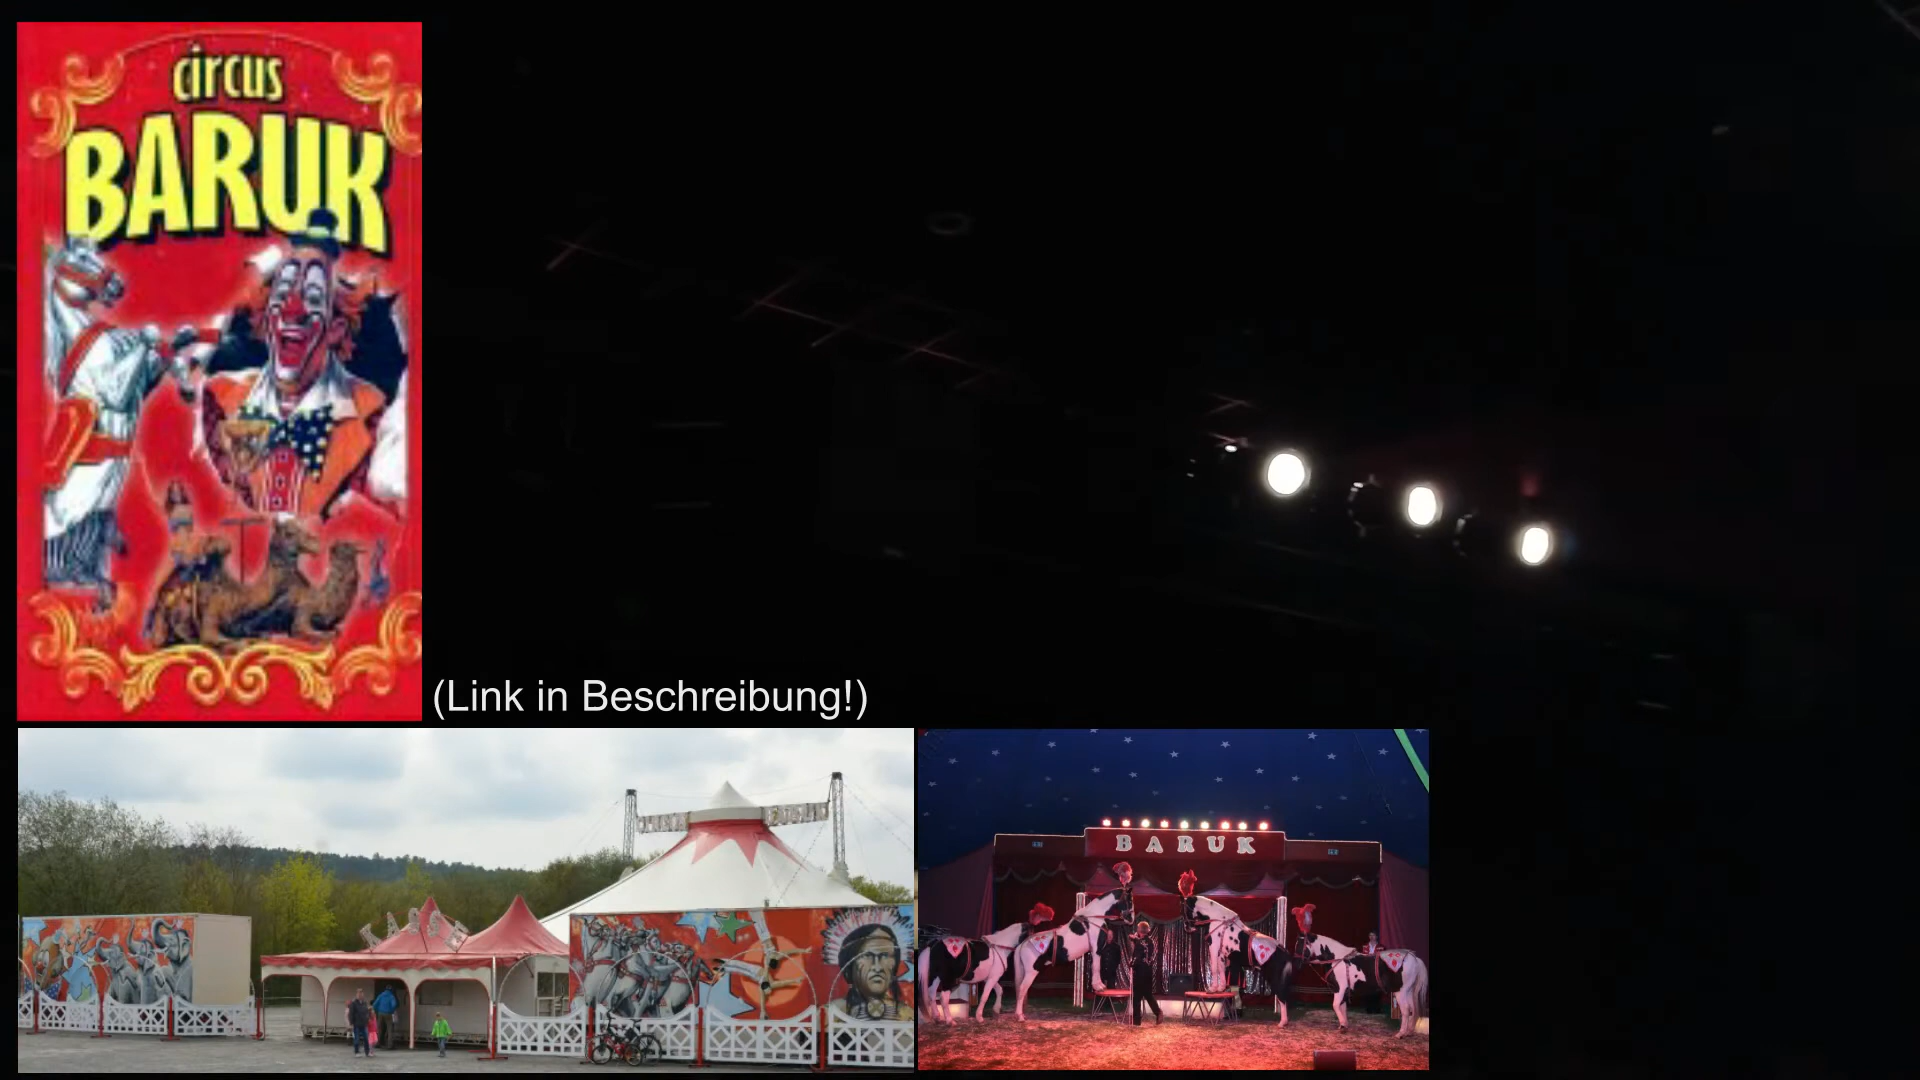 circus
BARUK
(Link in Beschreibung!)
BARUK